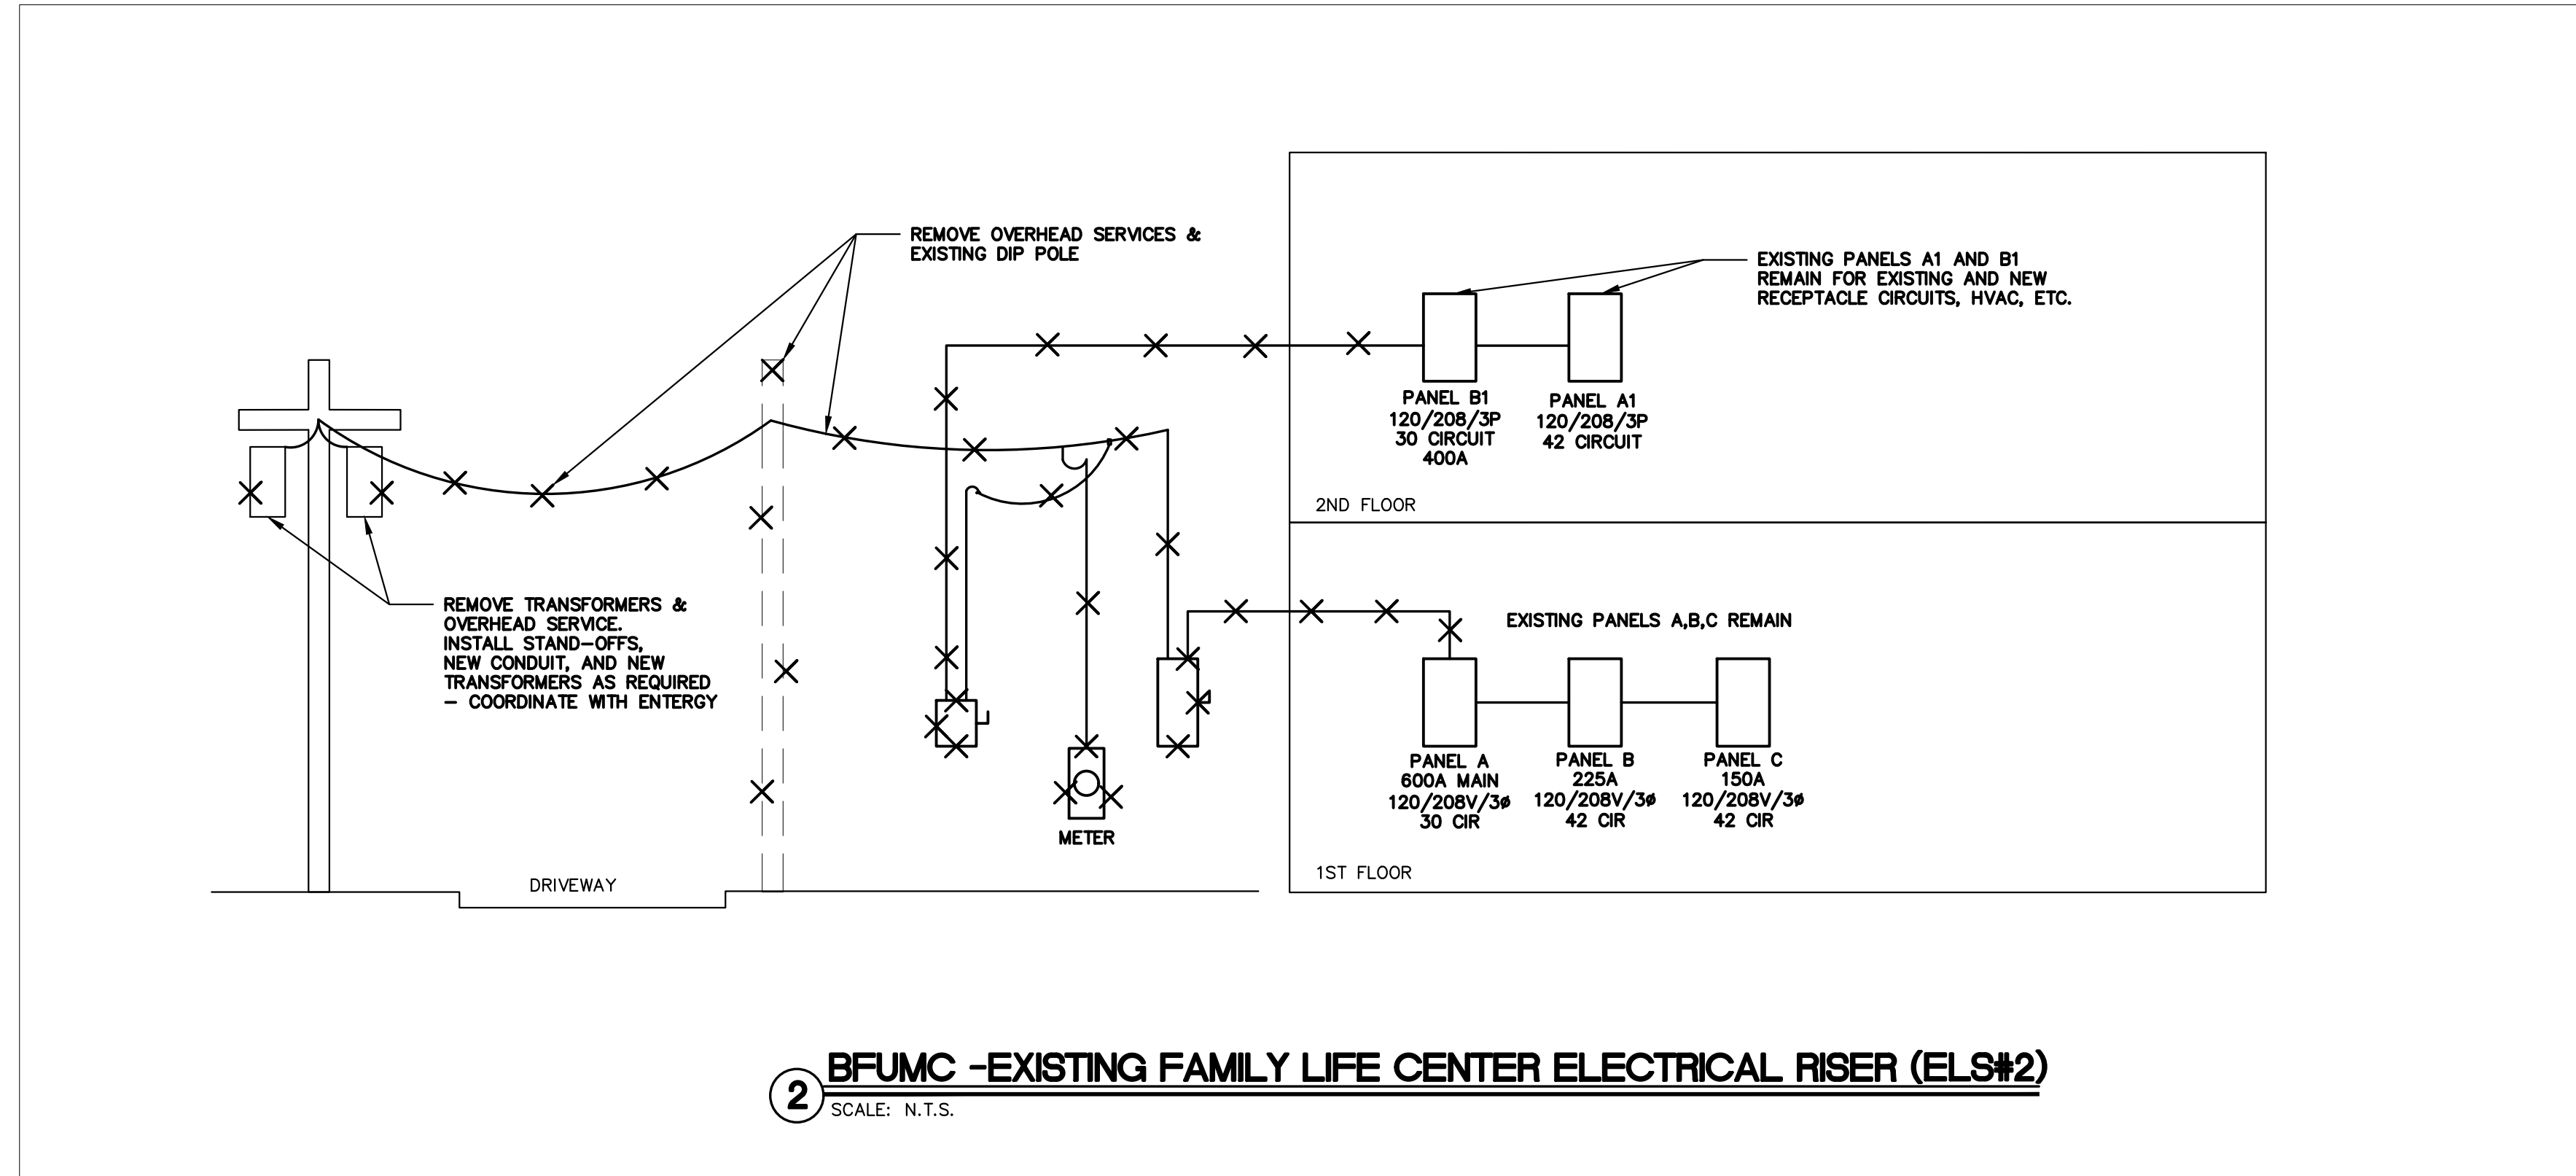 REMOVE OVERHEAD SERVICES &
EXISTING DIP POLE
EXISTING PANELS A1 AND B1
REMAIN FOR EXISTING AND NEW
RECEPTACLE CIRCUITS, HVAC, ETC.
PANEL B1
120/208/3P
30 CIRCUIT
400A
PANEL A1
120/208/3P
42 CIRCUIT
2ND FLOOR
REMOVE TRANSFORMERS &
OVERHEAD SERVICE.
INSTALL STAND-OFFS,
NEW CONDUIT, AND NEW
TRANSFORMERS AS REQUIRED
- COORDINATE WITH ENTERGY
EXISTING PANELS A,B,C REMAIN
PANEL A
600A MAIN
120/208V/3ø
30 CIR
PANEL B
225A
120/208V/3ø
42 CIR
PANEL C
150A
120/208V/3ø
42 CIR
METER
1ST FLOOR
DRIVEWAY
2
BFUMC -EXISTING FAMILY LIFE CENTER ELECTRICAL RISER (ELS#2)
SCALE: N.T.S.